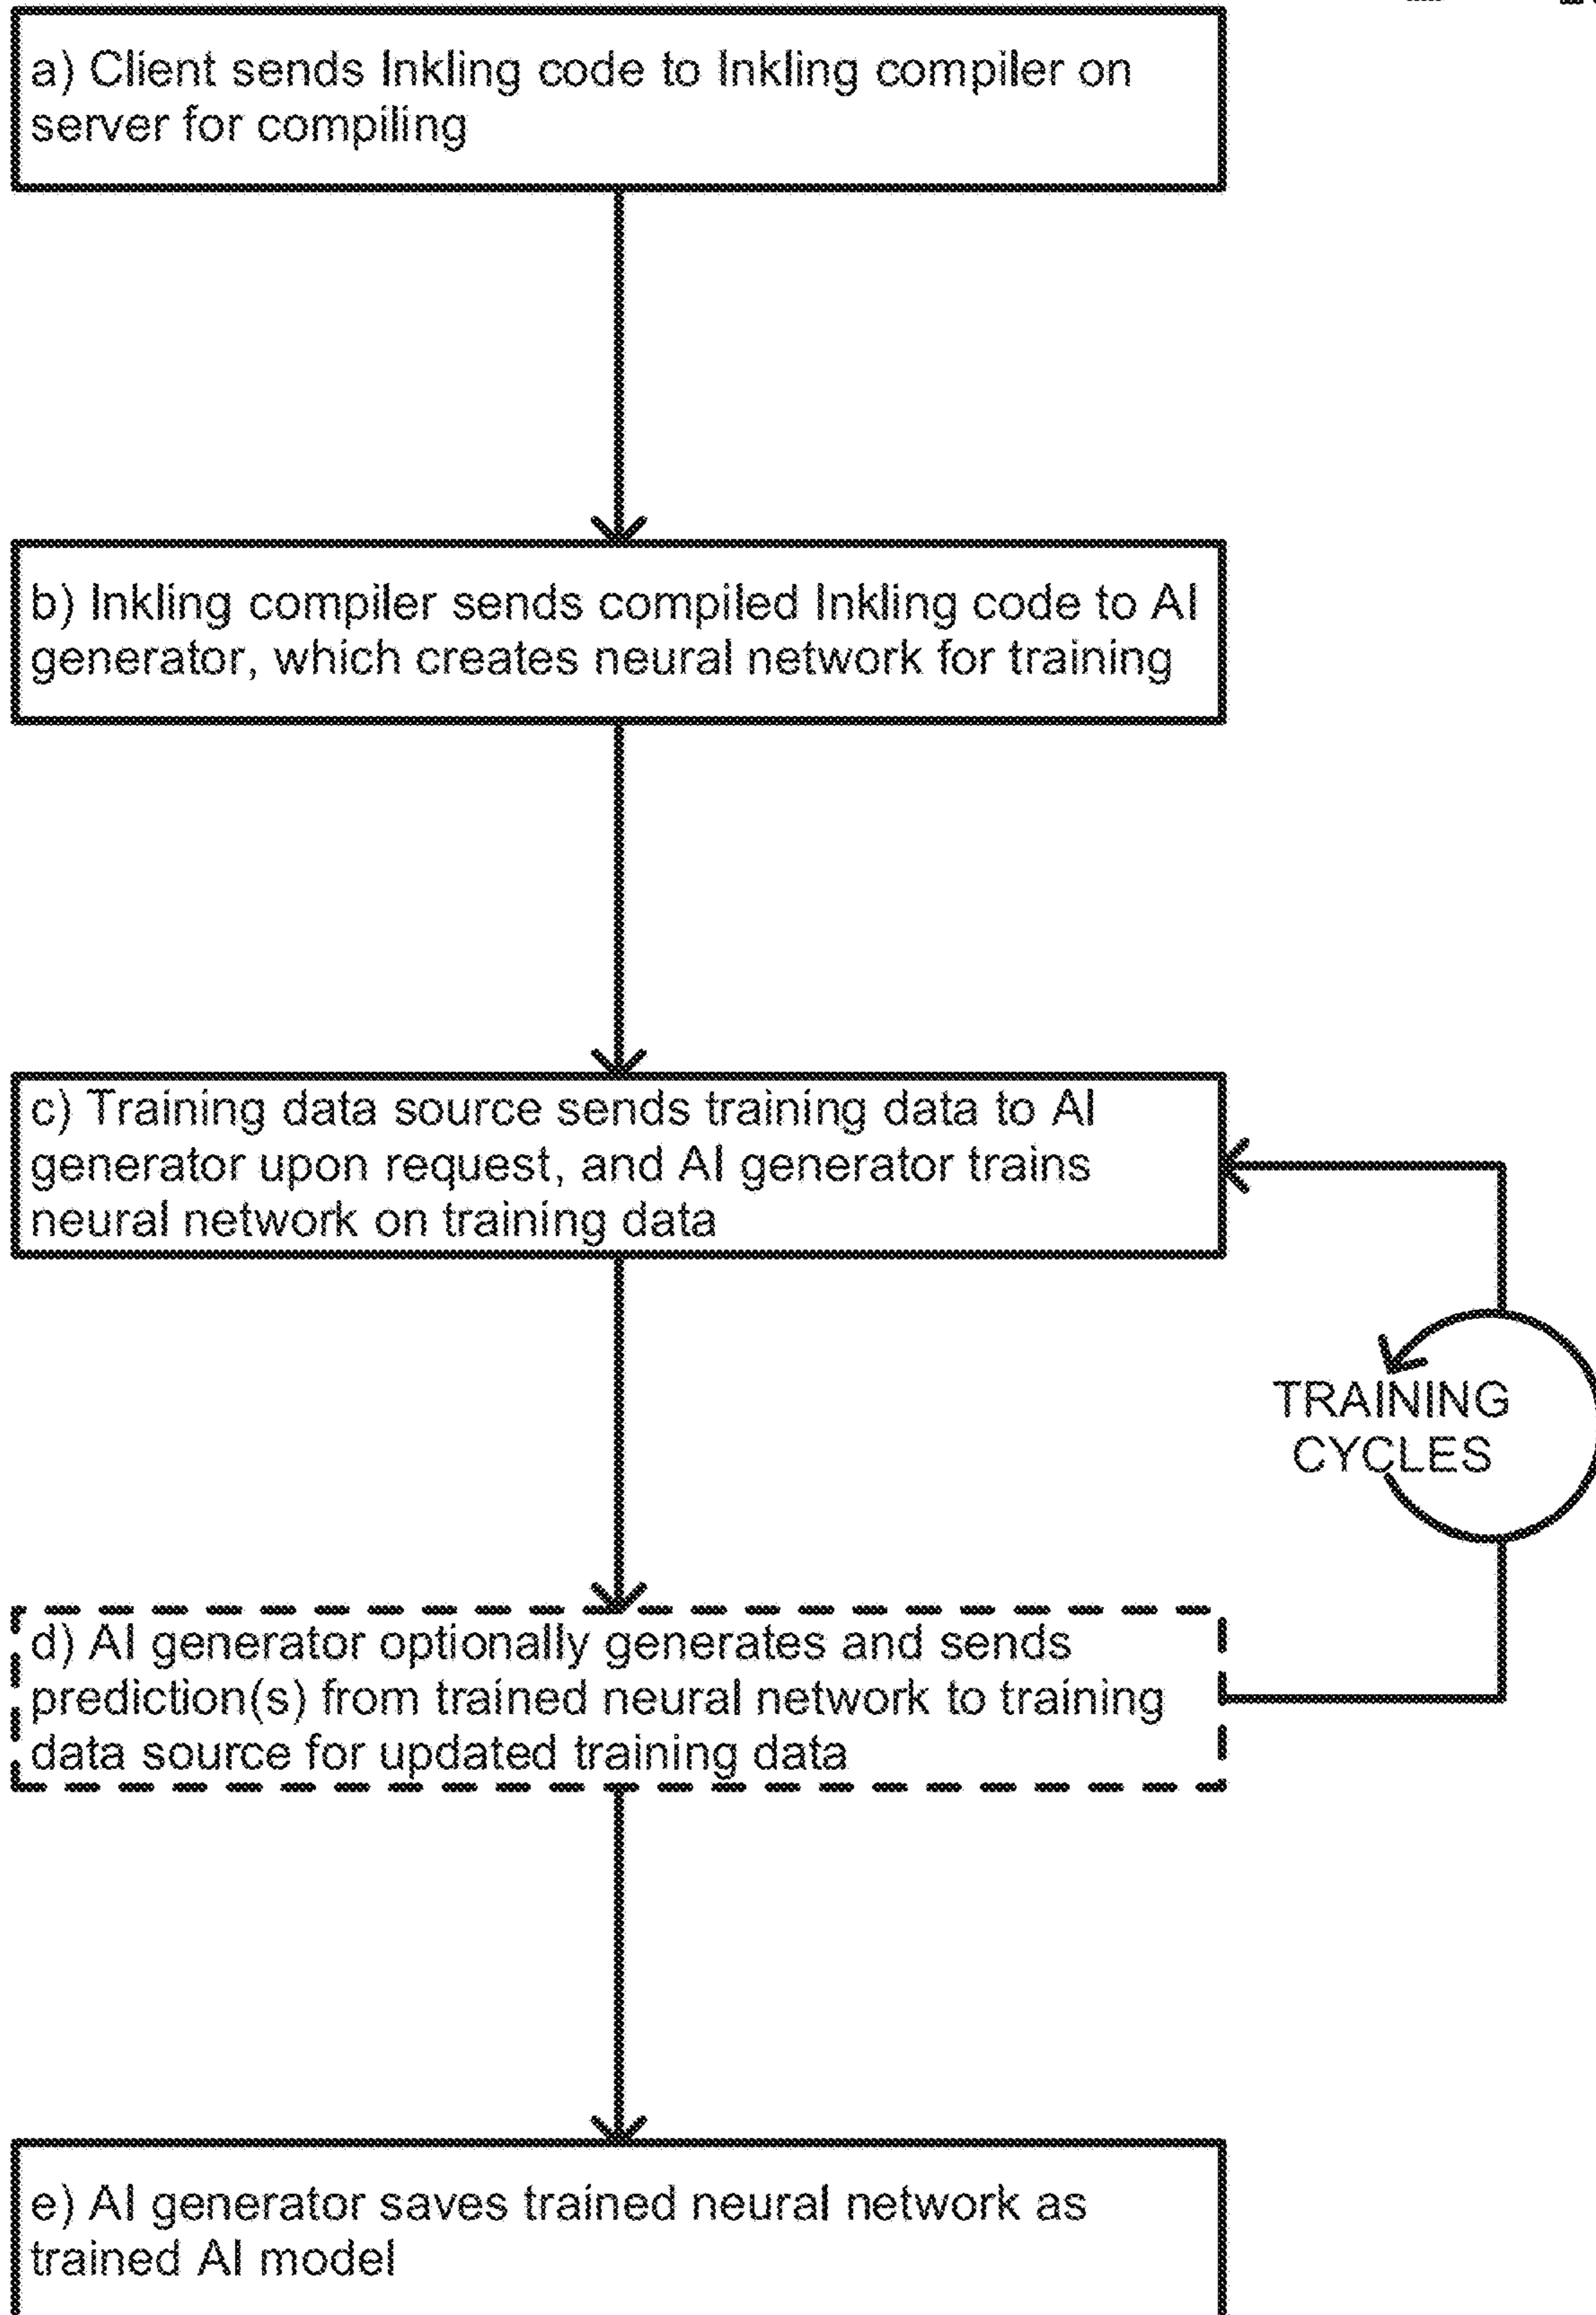 a) Client sends Inkling code to Inkling compiler on
server for compiling
b) Inkling compiler sends compiled Inkling code to AI
generator, which creates neural network for training
c) Training data source sends training data to AI
generator upon request, and AI generator trains
neural network on training data
TRAINING
CYCLES
d) AI generator optionally generates and sends
prediction(s) from trained neural network to training
data source for updated training data
e) AI generator saves trained neural network as
trained AI model